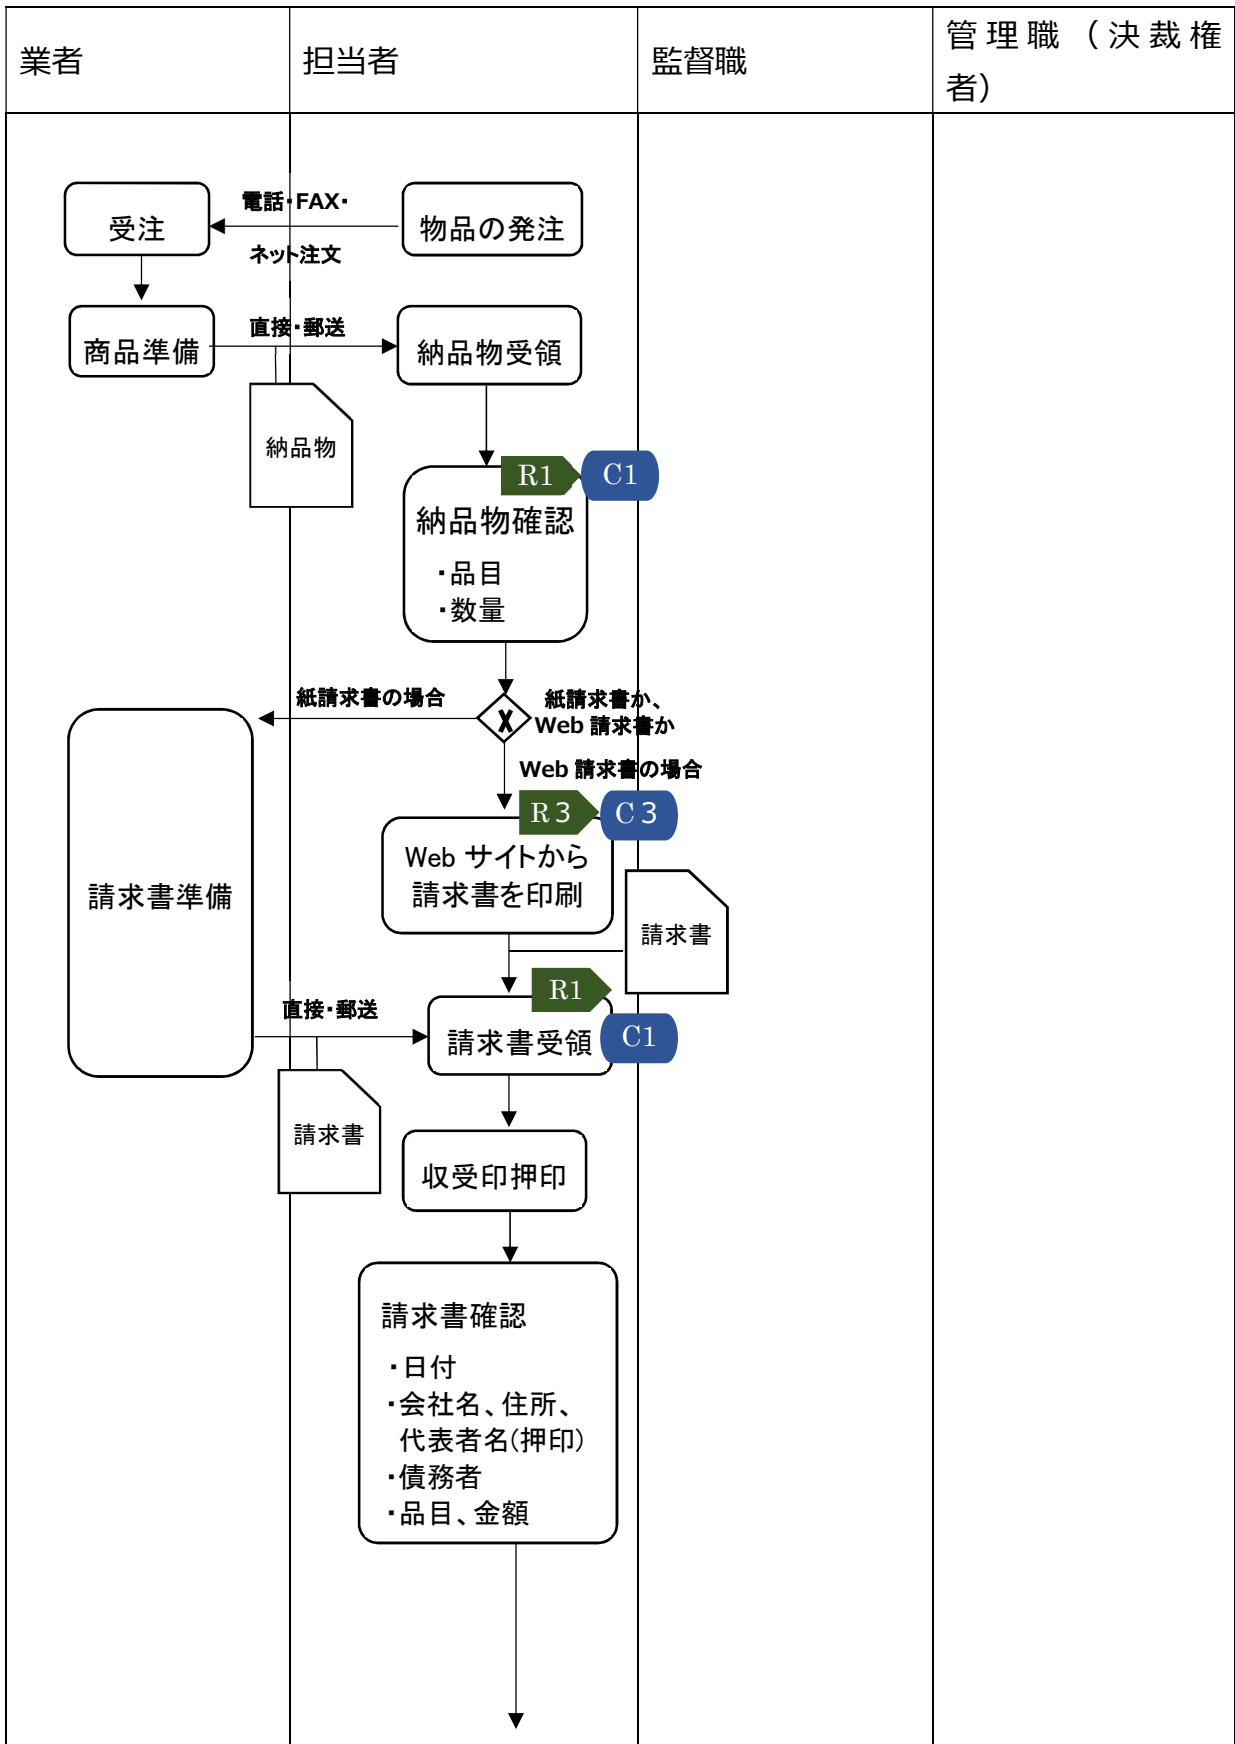 業者
担当者
監督職
管理職（決裁権
者）
電話・FAX・
受注
物品の発注
ネット注文
直接・郵送
商品準備
納品物受領
納品物
R1
C1
納品物確認
・品目
・数量
紙請求書の場合
紙請求書か、
Web 請求書か
X
Web 請求書の場合
R３
C３
Web サイトから
請求書を印刷
請求書準備
請求書
R1
直接・郵送
請求書受領
C1
請求書
収受印押印
請求書確認
・日付
・会社名、住所、
代表者名(押印)
・債務者
・品目、金額